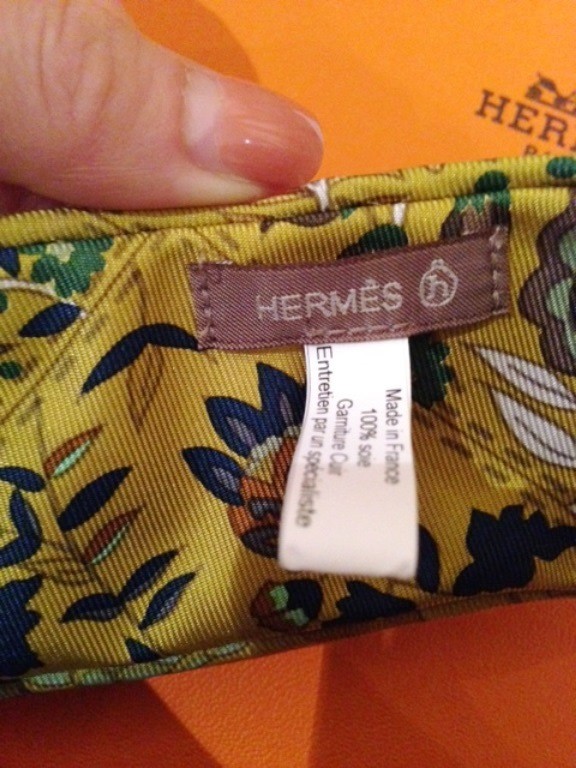 HERMÈS
Made in France
100% soie
Garniture Cuir
Entretien par un spécialiste